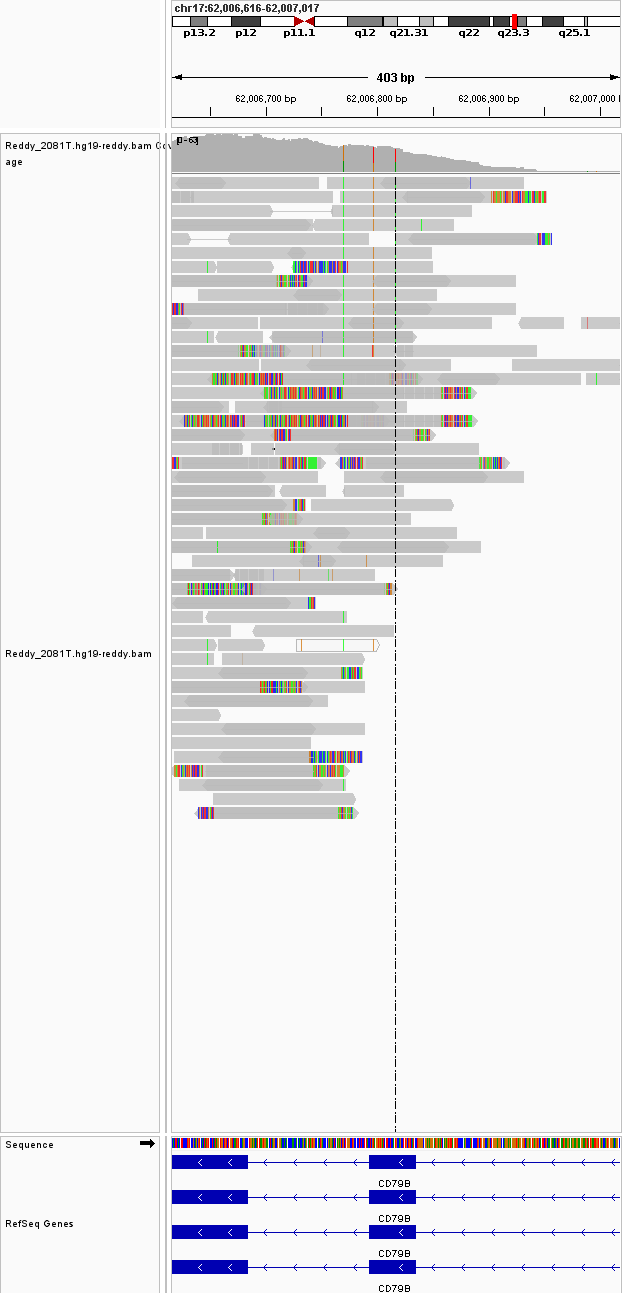 chr17:62,006,616-62,007,017
p13.2 p12 p11.1 q12 q21.31 q22 q23.3 q25.1
403 bp
62,006,700 bp 62,006,800 bp 62,006,900 bp 62,007,000
Reddy_2081T.hg19-reddy.bam
age
Reddy_2081T.hg19-reddy.bam
Sequence
CD79B
CD79B
RefSeq Genes
CD79B
CD79B